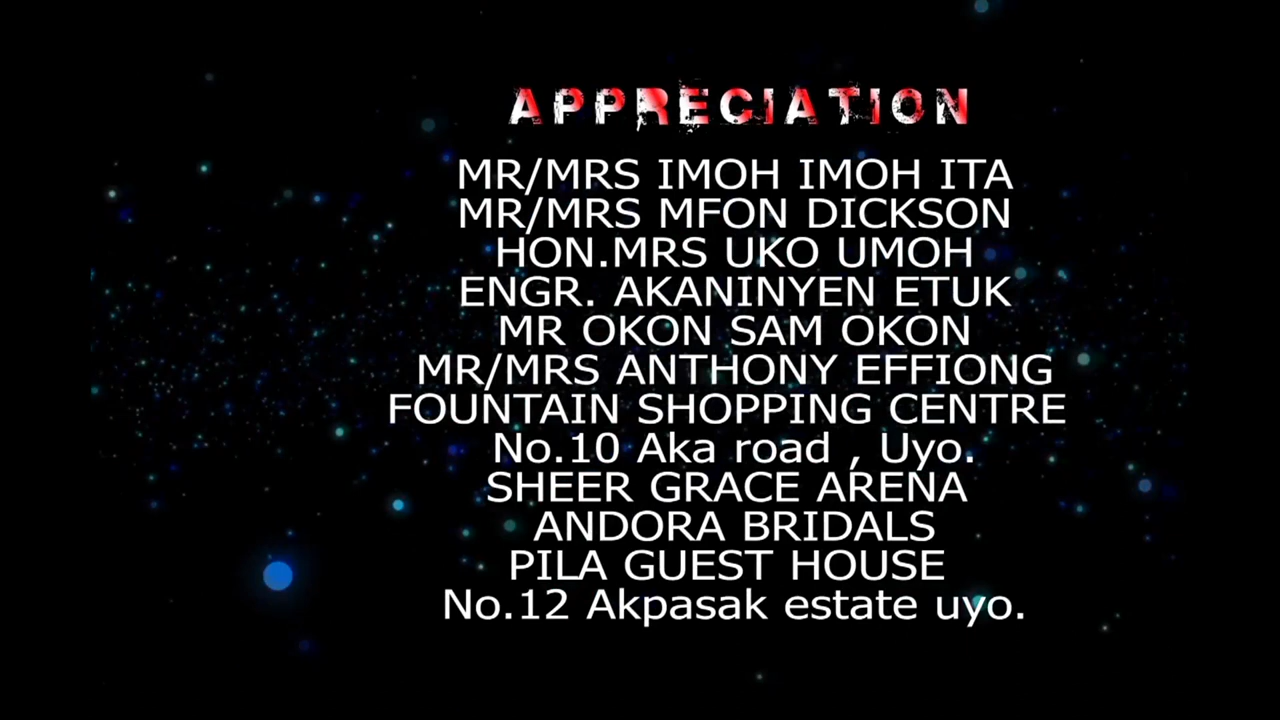 APPRECIATION
MR/MRS IMOH IMOH ITA
MR/MRS MFON DICKSON
HON.MRS UKO UMOH
ENGR. AKANINYEN ETUK
MR OKON SAM OKON
MR/MRS ANTHONY EFFIONG
FOUNTAIN SHOPPING CENTRE
No.10 Aka road , Uyo.
SHEER GRACE ARENA
ANDORA BRIDALS
PILA GUEST HOUSE
No.12 Akpasak estate uyo.